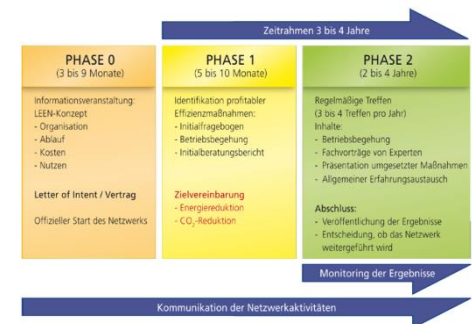 Zeitrahmen 3 bis 4 Jahre
PHASE 0
(3 bis 9 Monate)
Informationsveranstaltung:
LEEN-Konzept
- Organisation
- Ablauf
- Kosten
- Nutzen
Letter of Intent / Vertrag
Offizieller Start des Netzwerks
PHASE 1
(5 bis 10 Monate)
Identifikation profitabler
Effizienzmaßnahmen:
- Initialfragebogen
- Betriebsbegehung
- Initialberatungsbericht
Zielvereinbarung
- Energiereduktion
- CO₂-Reduktion
PHASE 2
(2 bis 4 Jahre)
Regelmäßige Treffen
(3 bis 4 Treffen pro Jahr)
Inhalte:
- Betriebsbegehung
- Fachvorträge von Experten
- Präsentation umgesetzter Maßnahmen
- Allgemeiner Erfahrungsaustausch
Abschluss:
- Veröffentlichung der Ergebnisse
- Entscheidung, ob das Netzwerk
weitergeführt wird
Monitoring der Ergebnisse
Kommunikation der Netzwerkaktivitäten